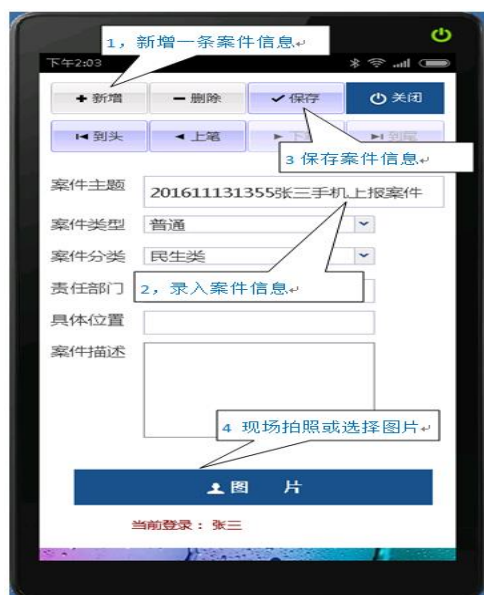 1，新增一条案件信息
下午2:03
新增 删除 保存 关闭
到头 上笔 下笔 到尾
3 保存案件信息
案件主题 201611131355张三手机上报案件
案件类型 普通
案件分类 民生类
责任部门
2，录入案件信息
具体位置
案件描述
4 现场拍照或选择图片
图 片
当前登录：张三